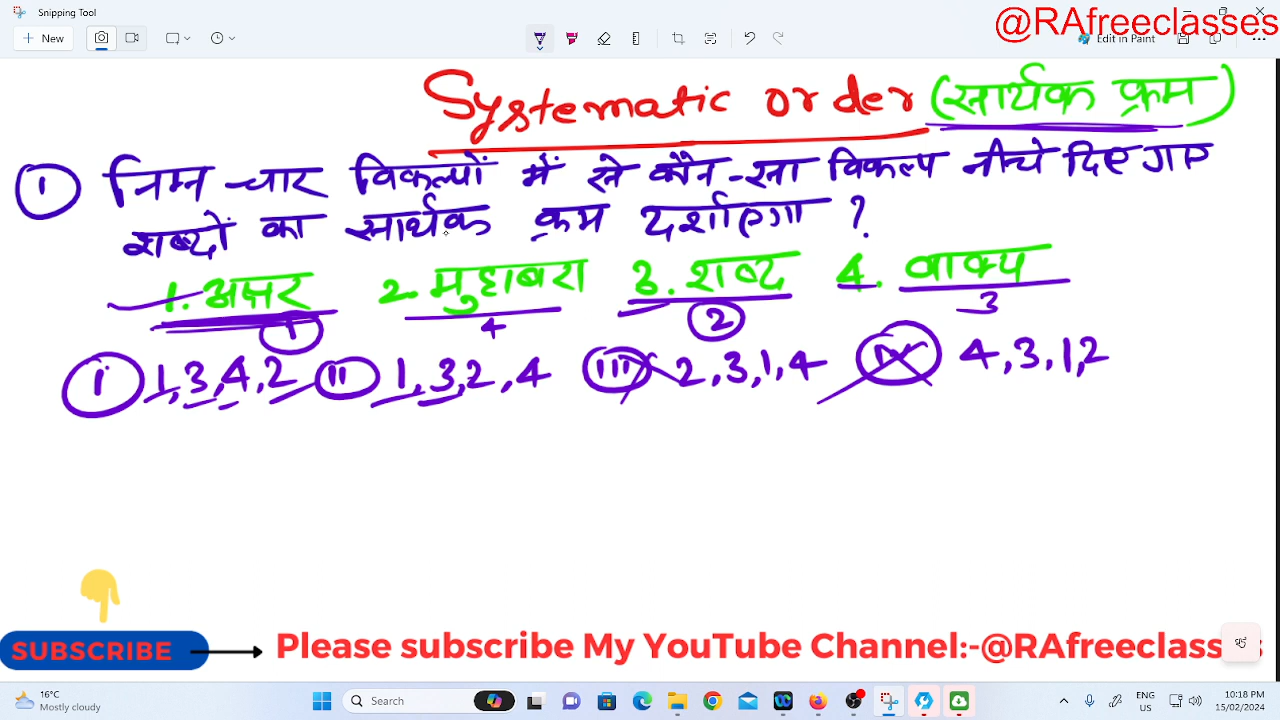 Snipping Tool
@RAfreeclasses
New
Edit in Paint
Systematic order (सार्थक क्रम)
① निम्न चार विकल्पों में से कौन-सा विकल्प नीचे दिए गए
शब्दों का सार्थक क्रम दर्शाएगा ?
1. अक्षर 2. मुहाबरा 3. शब्द 4. वाक्य
1 4 2 3
I 1,3,4,2 II 1,3,2,4 III 2,3,1,4 IV 4,3,1,2
SUBSCRIBE Please subscribe My YouTube Channel:-@RAfreeclasses
16°C
Mostly cloudy
Search
ENG
US
10:18 PM
15/02/2024